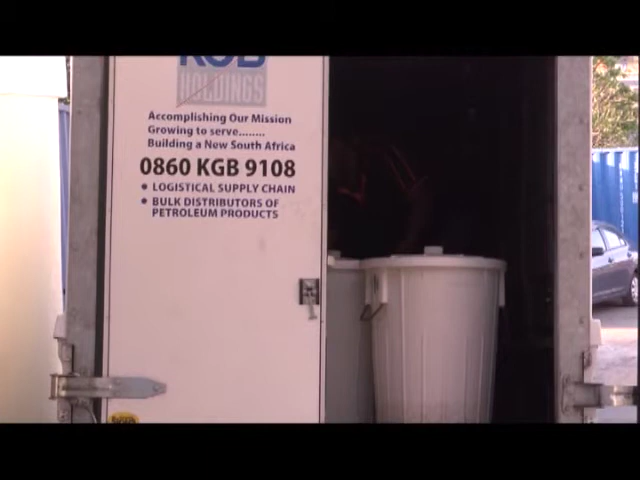 KGB
HOLDINGS
Accomplishing Our Mission
Growing to serve........
Building a New South Africa
0860 KGB 9108
• LOGISTICAL SUPPLY CHAIN
• BULK DISTRIBUTORS OF
PETROLEUM PRODUCTS